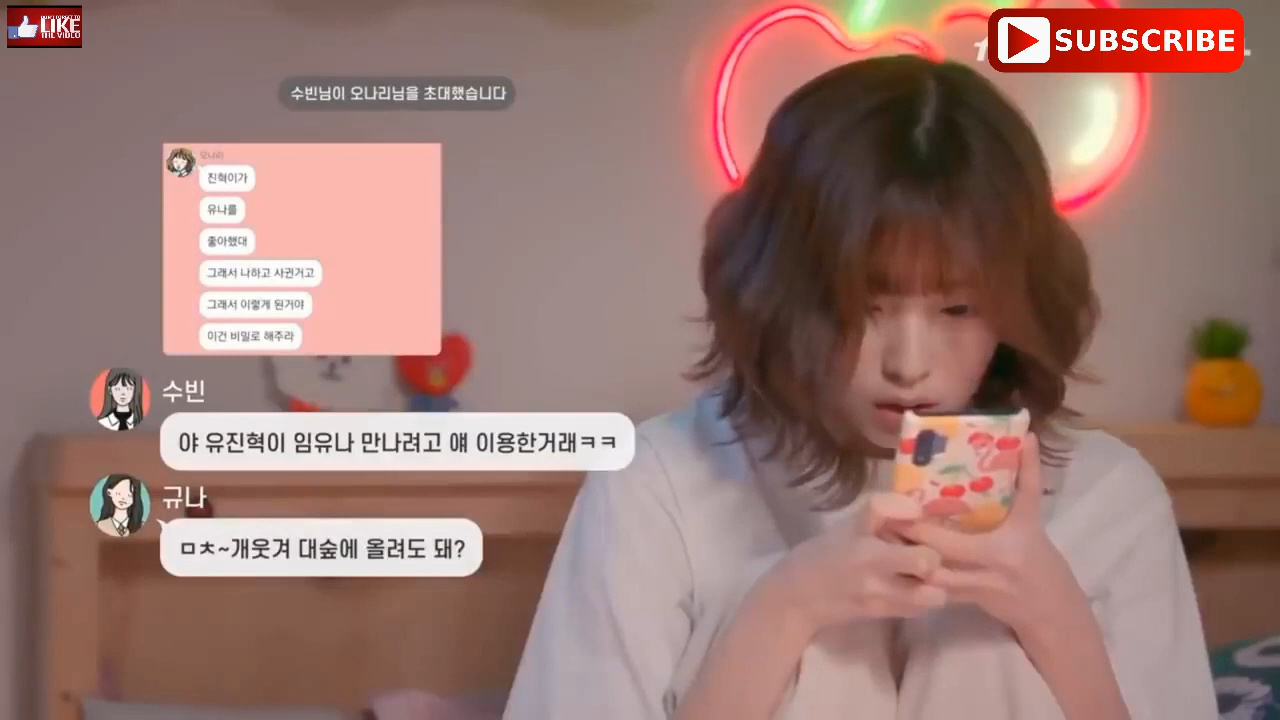 LIKE
THE VIDEO
SUBSCRIBE
수빈님이 오나리님을 초대했습니다
오나리
진혁이가
유나를
좋아했대
그래서 나하고 사귄거고
그래서 이렇게 된거야
이건 비밀로 해주라
수빈
야 유진혁이 임유나 만나려고 얘 이용한거래ㅋㅋ
규나
ㅁㅊ~개웃겨 대숲에 올려도 돼?